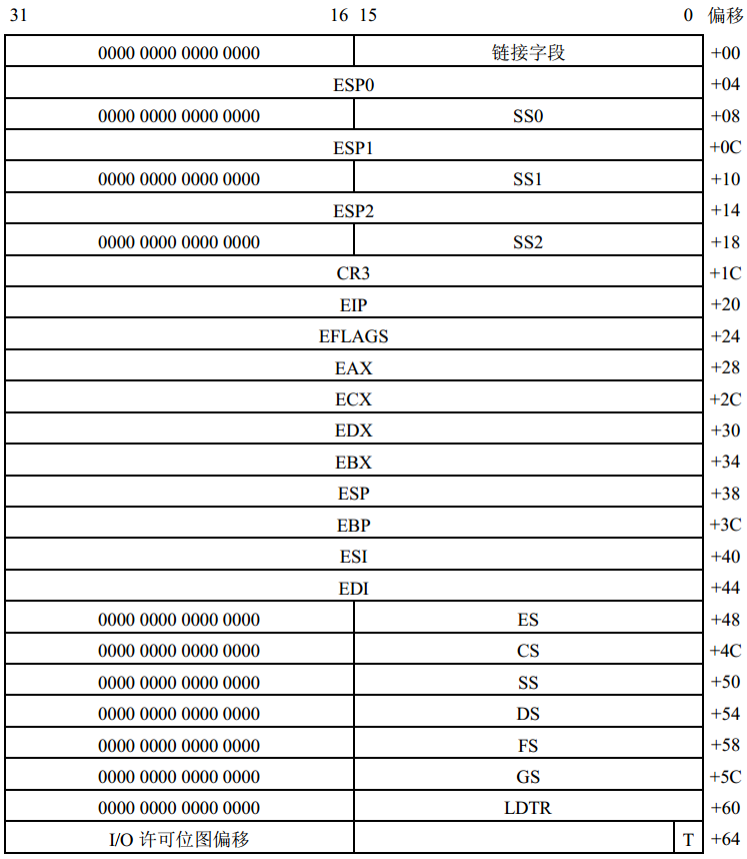 31 16 15 0 偏移
0000 0000 0000 0000 链接字段 +00
ESP0 +04
0000 0000 0000 0000 SS0 +08
ESP1 +0C
0000 0000 0000 0000 SS1 +10
ESP2 +14
0000 0000 0000 0000 SS2 +18
CR3 +1C
EIP +20
EFLAGS +24
EAX +28
ECX +2C
EDX +30
EBX +34
ESP +38
EBP +3C
ESI +40
EDI +44
0000 0000 0000 0000 ES +48
0000 0000 0000 0000 CS +4C
0000 0000 0000 0000 SS +50
0000 0000 0000 0000 DS +54
0000 0000 0000 0000 FS +58
0000 0000 0000 0000 GS +5C
0000 0000 0000 0000 LDTR +60
I/O 许可位图偏移 T +64